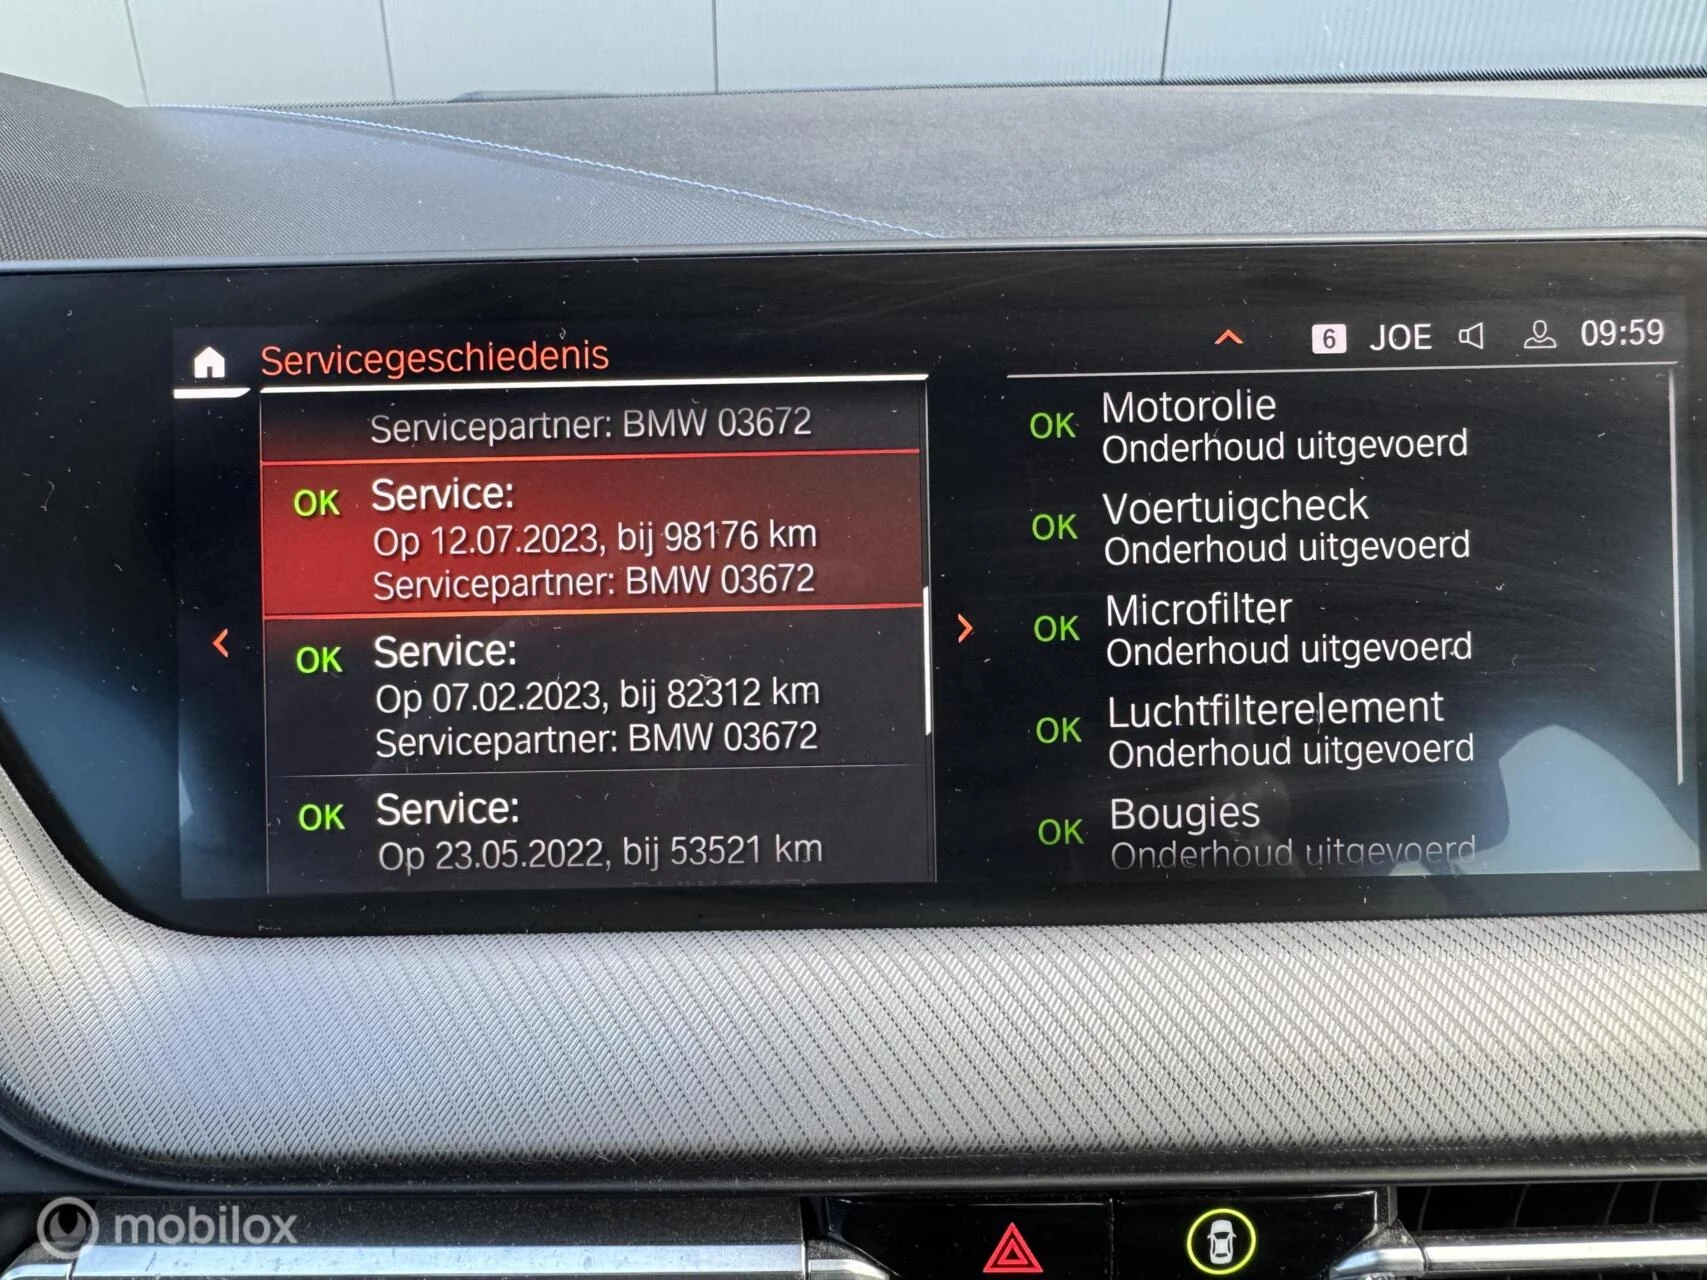 Servicegeschiedenis
6 JOE 09:59
Servicepartner: BMW 03672
OK Service:
Op 12.07.2023, bij 98176 km
Servicepartner: BMW 03672
OK Service:
Op 07.02.2023, bij 82312 km
Servicepartner: BMW 03672
OK Service:
Op 23.05.2022, bij 53521 km
OK Motorolie
Onderhoud uitgevoerd
OK Voertuigcheck
Onderhoud uitgevoerd
OK Microfilter
Onderhoud uitgevoerd
OK Luchtfilterelement
Onderhoud uitgevoerd
OK Bougies
Onderhoud uitgevoerd
mobilox